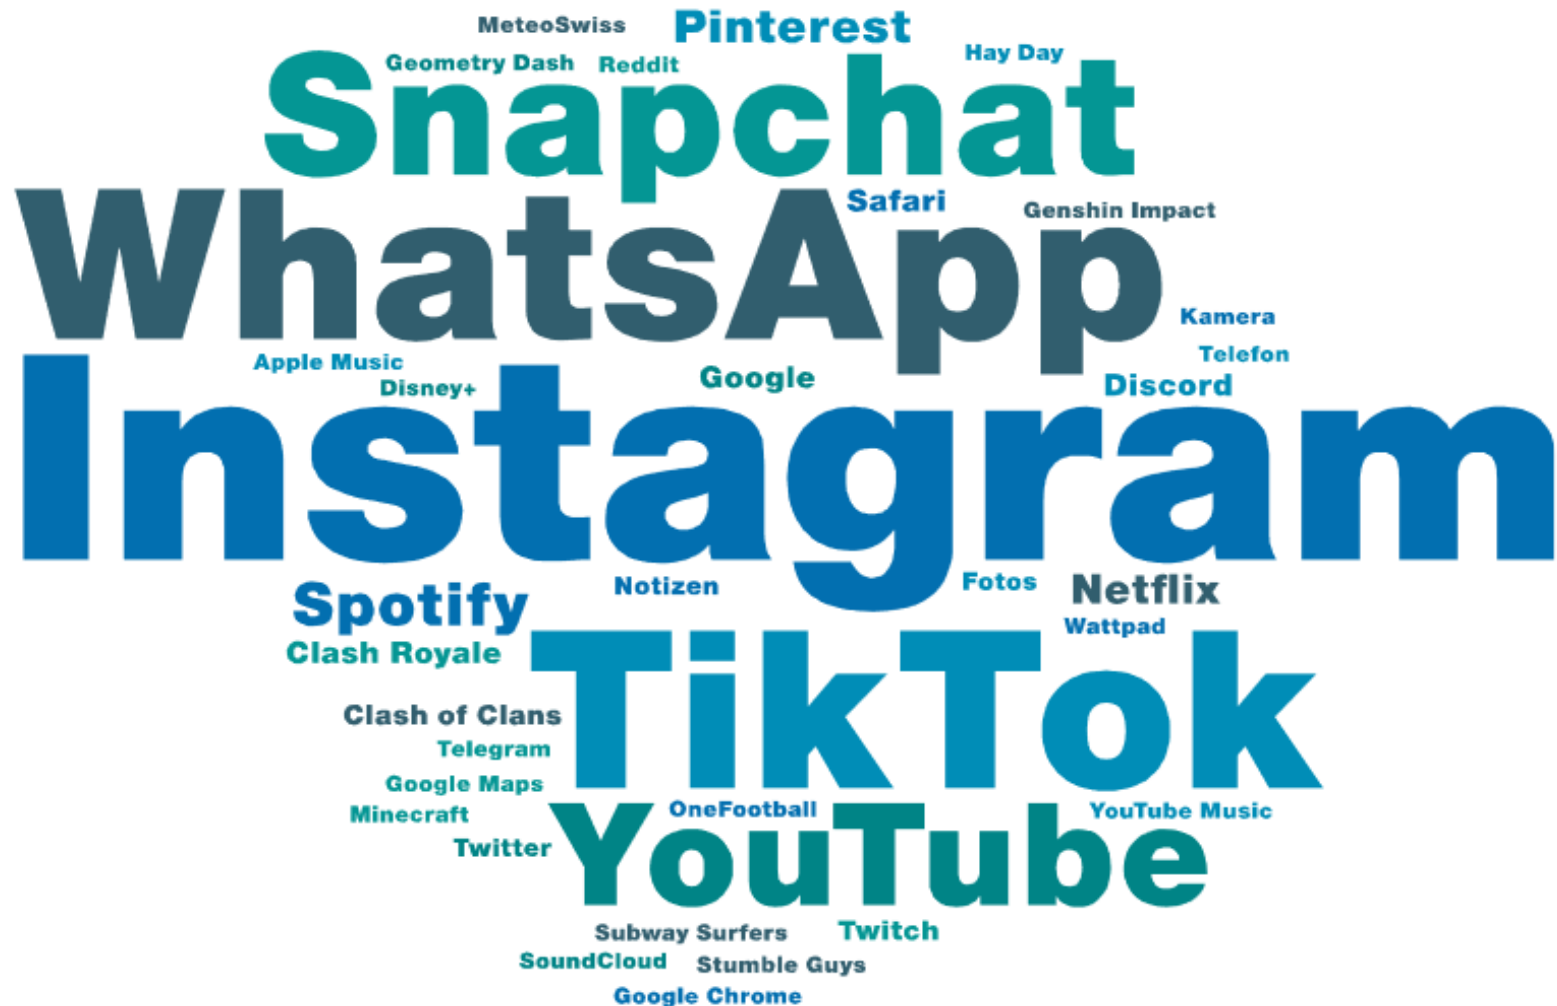 MeteoSwiss
Pinterest
Hay Day
Geometry Dash
Reddit
Snapchat
WhatsApp
Safari
Genshin Impact
Kamera
Telefon
Apple Music
Disney+
Google
Discord
Instagram
Spotify
Notizen
Fotos
Netflix
Wattpad
Clash Royale
TikTok
Clash of Clans
Telegram
Google Maps
Minecraft
OneFootball
YouTube Music
Twitter
YouTube
Subway Surfers
Twitch
SoundCloud
Stumble Guys
Google Chrome